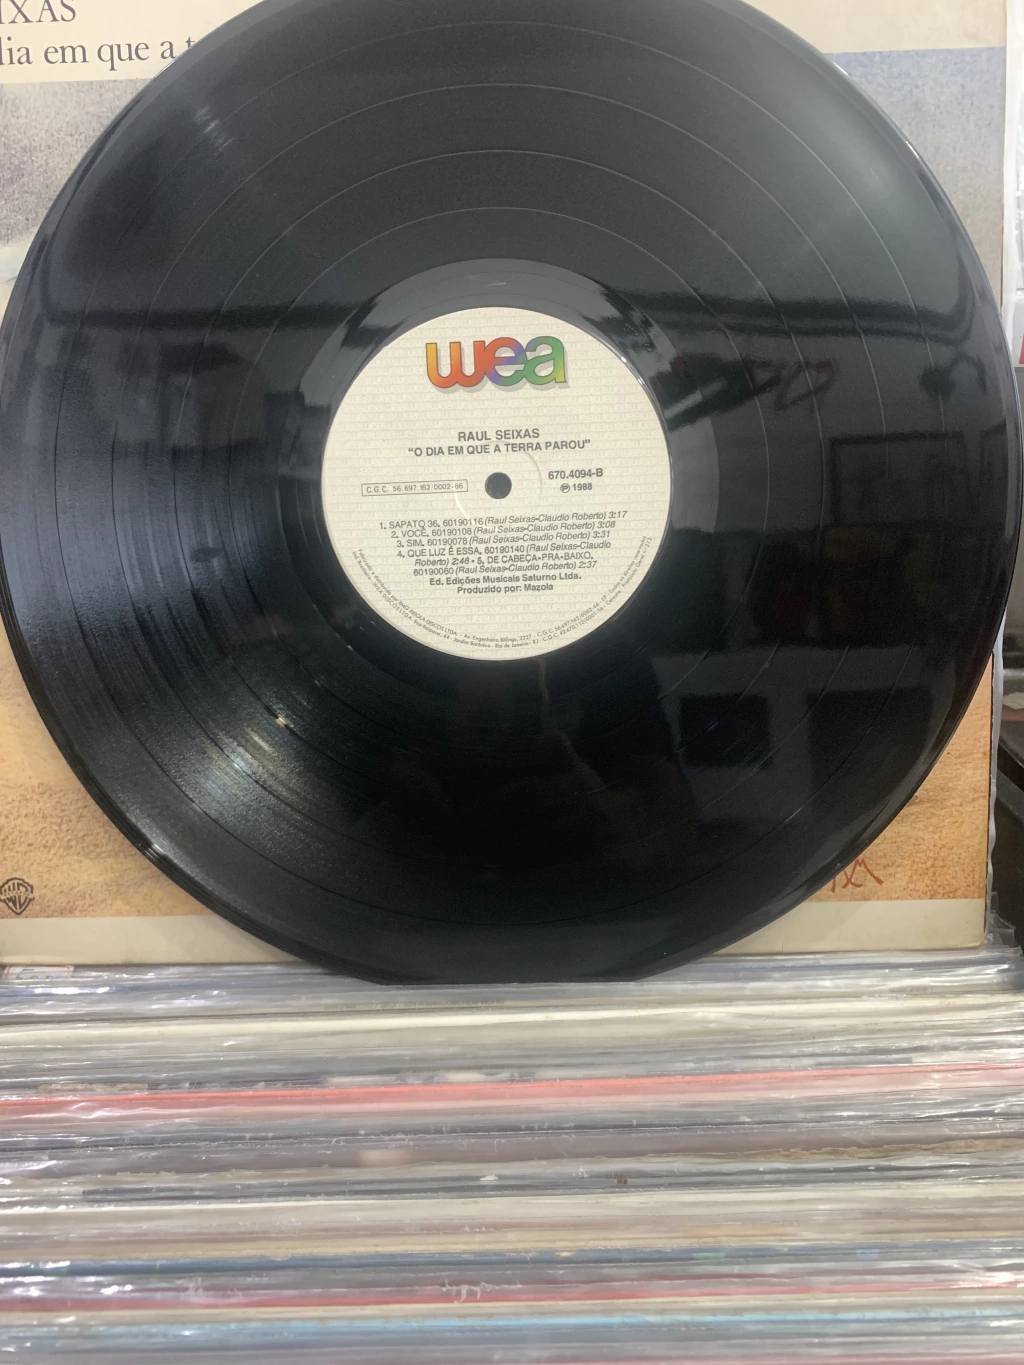 IXAS
dia em que a t
wea
RAUL SEIXAS
"O DIA EM QUE A TERRA PAROU"
670.4094-B
C.G.C. 56.697.162/0002-66
℗ 1988
1. SAPATO 36. 60190116 (Raul Seixas-Claudio Roberto) 3:17
2. VOCÊ. 60190108 (Raul Seixas-Claudio Roberto) 3:08
3. SIM. 60190078 (Raul Seixas-Claudio Roberto) 3:31
4. QUE LUZ É ESSA. 60190140 (Raul Seixas-Claudio
Roberto) 2:46 • 5. DE CABEÇA-PRA-BAIXO.
60190060 (Raul Seixas-Claudio Roberto) 2:37
Ed. Edições Musicais Saturno Ltda.
Produzido por: Mazola